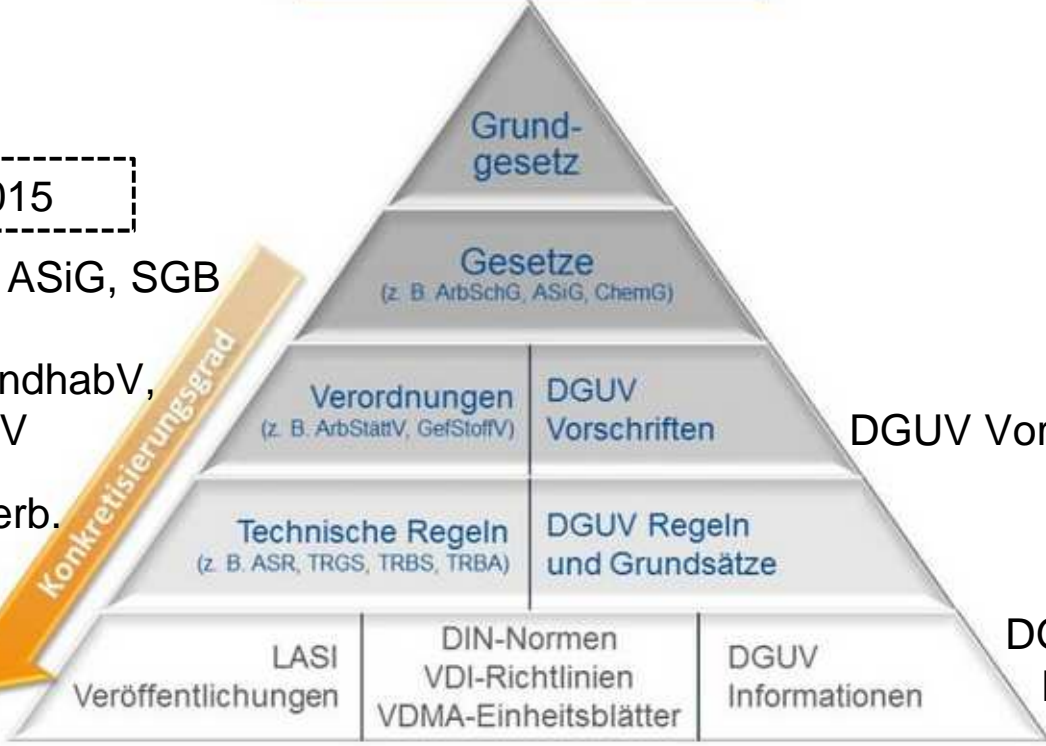 Grund-
gesetz
015
ASiG, SGB
Gesetze
(z. B. ArbSchG, ASiG, ChemG)
Konkretisierungsgrad
ndhabV,
V
erb.
Verordnungen
(z. B. ArbStättV, GefStoffV)
DGUV
Vorschriften
DGUV Vor
Technische Regeln
(z. B. ASR, TRGS, TRBS, TRBA)
DGUV Regeln
und Grundsätze
LASI
Veröffentlichungen
DIN-Normen
VDI-Richtlinien
VDMA-Einheitsblätter
DGUV
Informationen